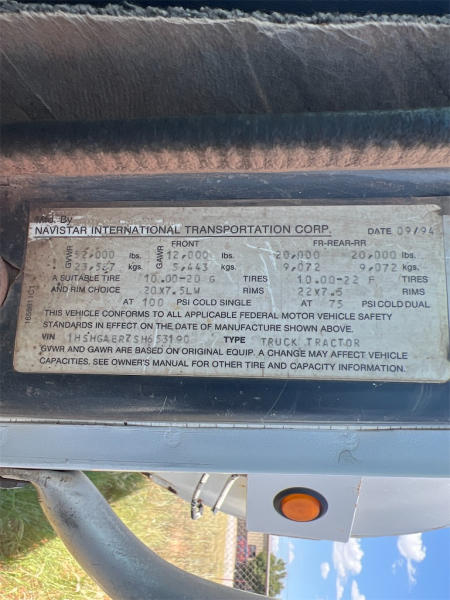 Mfd. By
NAVISTAR INTERNATIONAL TRANSPORTATION CORP. DATE 09/94
FRONT FR-REAR-RR
GVWR 52,000 lbs. GAWR 12,000 lbs. 20,000 20,000 lbs.
23,587 kgs. 5,443 kgs. 9,072 9,072 kgs.
A SUITABLE TIRE 10.00-20 G TIRES 10.00-22 F TIRES
AND RIM CHOICE 20X7.5LW RIMS 22X7.5 RIMS
AT 100 PSI COLD SINGLE AT 75 PSI COLD DUAL
THIS VEHICLE CONFORMS TO ALL APPLICABLE FEDERAL MOTOR VEHICLE SAFETY
STANDARDS IN EFFECT ON THE DATE OF MANUFACTURE SHOWN ABOVE.
VIN TYPE TRUCK TRACTOR
GVWR AND GAWR ARE BASED ON ORIGINAL EQUIP. A CHANGE MAY AFFECT VEHICLE
CAPACITIES. SEE OWNER'S MANUAL FOR OTHER TIRE AND CAPACITY INFORMATION.